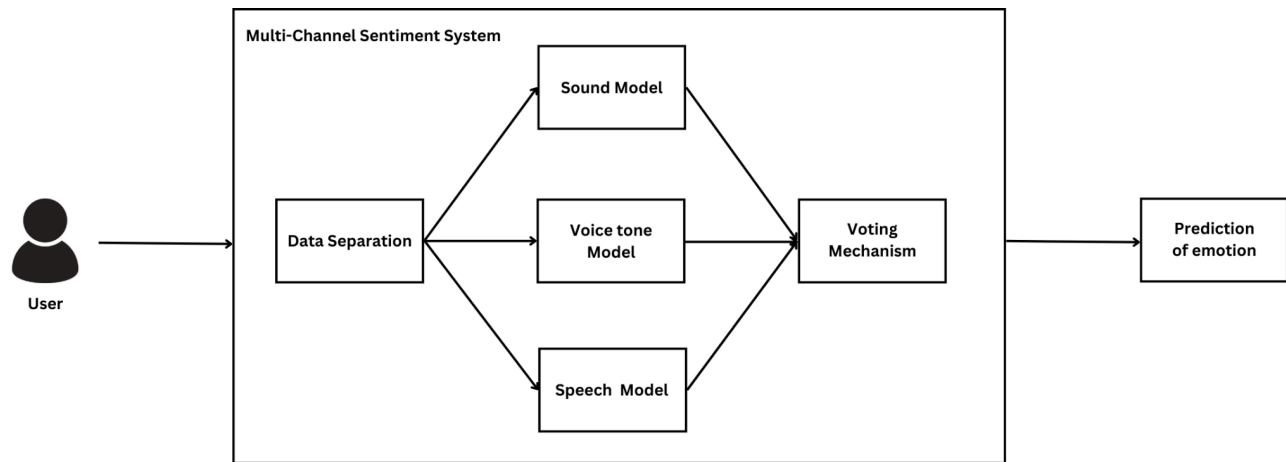 Multi-Channel Sentiment System
Sound Model
Data Separation
Voice tone
Model
Voting
Mechanism
Prediction
of emotion
User
Speech Model